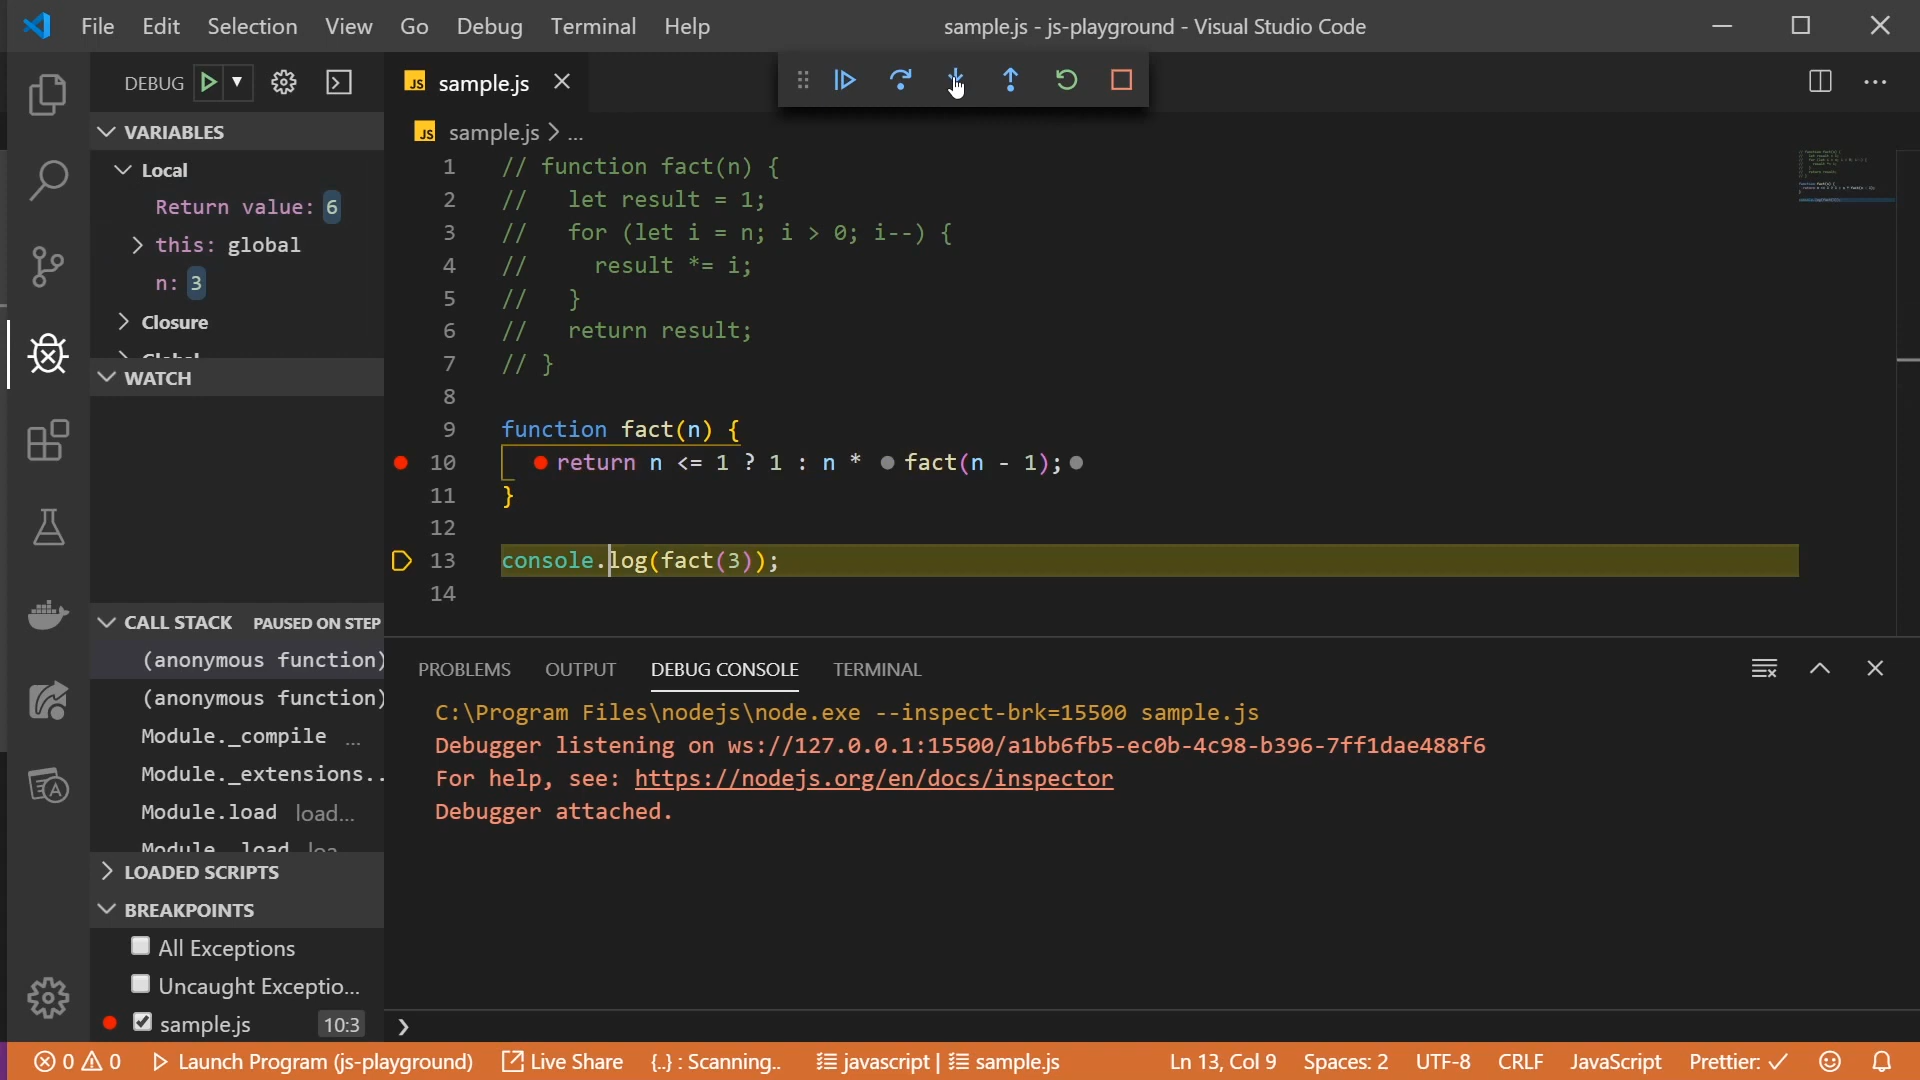 File Edit Selection View Go Debug Terminal Help
sample.js - js-playground - Visual Studio Code
DEBUG
JS sample.js
VARIABLES
Local
Return value: 6
this: global
n: 3
Closure
Global
WATCH
CALL STACK PAUSED ON STEP
(anonymous function)
(anonymous function)
Module._compile ...
Module._extensions..
Module.load load...
Module._load loa
LOADED SCRIPTS
BREAKPOINTS
All Exceptions
Uncaught Exceptio...
sample.js 10:3
JS sample.js > ...
1 // function fact(n) {
2 //   let result = 1;
3 //   for (let i = n; i > 0; i--) {
4 //     result *= i;
5 //   }
6 //   return result;
7 // }
8
9 function fact(n) {
10   return n <= 1 ? 1 : n * fact(n - 1);
11 }
12
13 console.log(fact(3));
14
PROBLEMS OUTPUT DEBUG CONSOLE TERMINAL
C:\Program Files\nodejs\node.exe --inspect-brk=15500 sample.js
Debugger listening on ws://127.0.0.1:15500/a1bb6fb5-ec0b-4c98-b396-7ff1dae488f6
For help, see: https://nodejs.org/en/docs/inspector
Debugger attached.
0 0 Launch Program (js-playground) Live Share {..} : Scanning.. javascript | sample.js Ln 13, Col 9 Spaces: 2 UTF-8 CRLF JavaScript Prettier: ✓